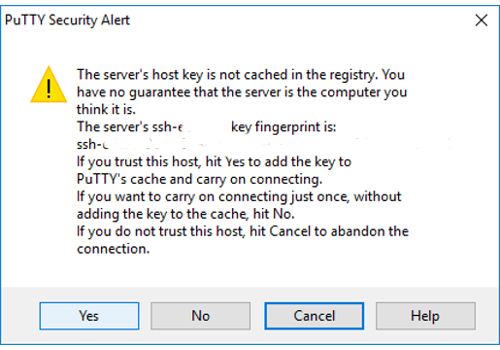 PuTTY Security Alert
The server's host key is not cached in the registry. You
have no guarantee that the server is the computer you
think it is.
The server's ssh-e key fingerprint is:
If you trust this host, hit Yes to add the key to
PuTTY's cache and carry on connecting.
If you want to carry on connecting just once, without
adding the key to the cache, hit No.
If you do not trust this host, hit Cancel to abandon the
connection.
Yes No Cancel Help